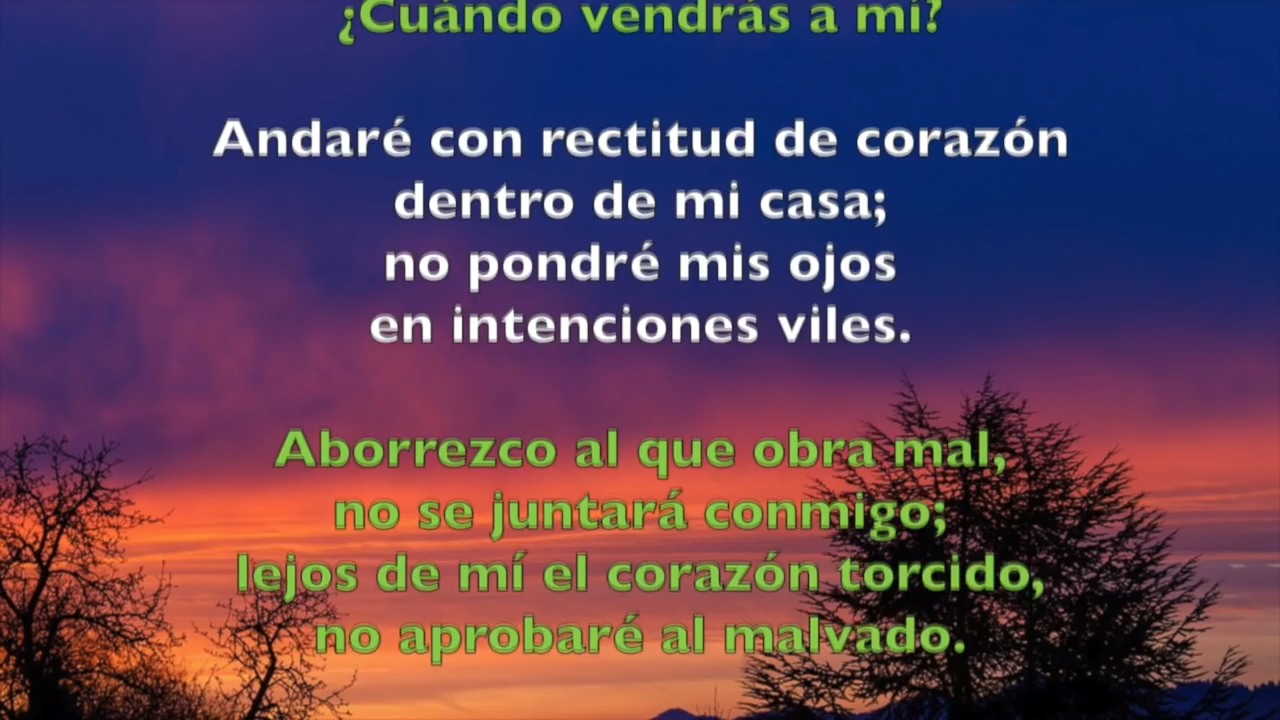 ¿Cuándo vendrás a mí?
Andaré con rectitud de corazón
dentro de mi casa;
no pondré mis ojos
en intenciones viles.
Aborrezco al que obra mal,
no se juntará conmigo;
lejos de mí el corazón torcido,
no aprobaré al malvado.